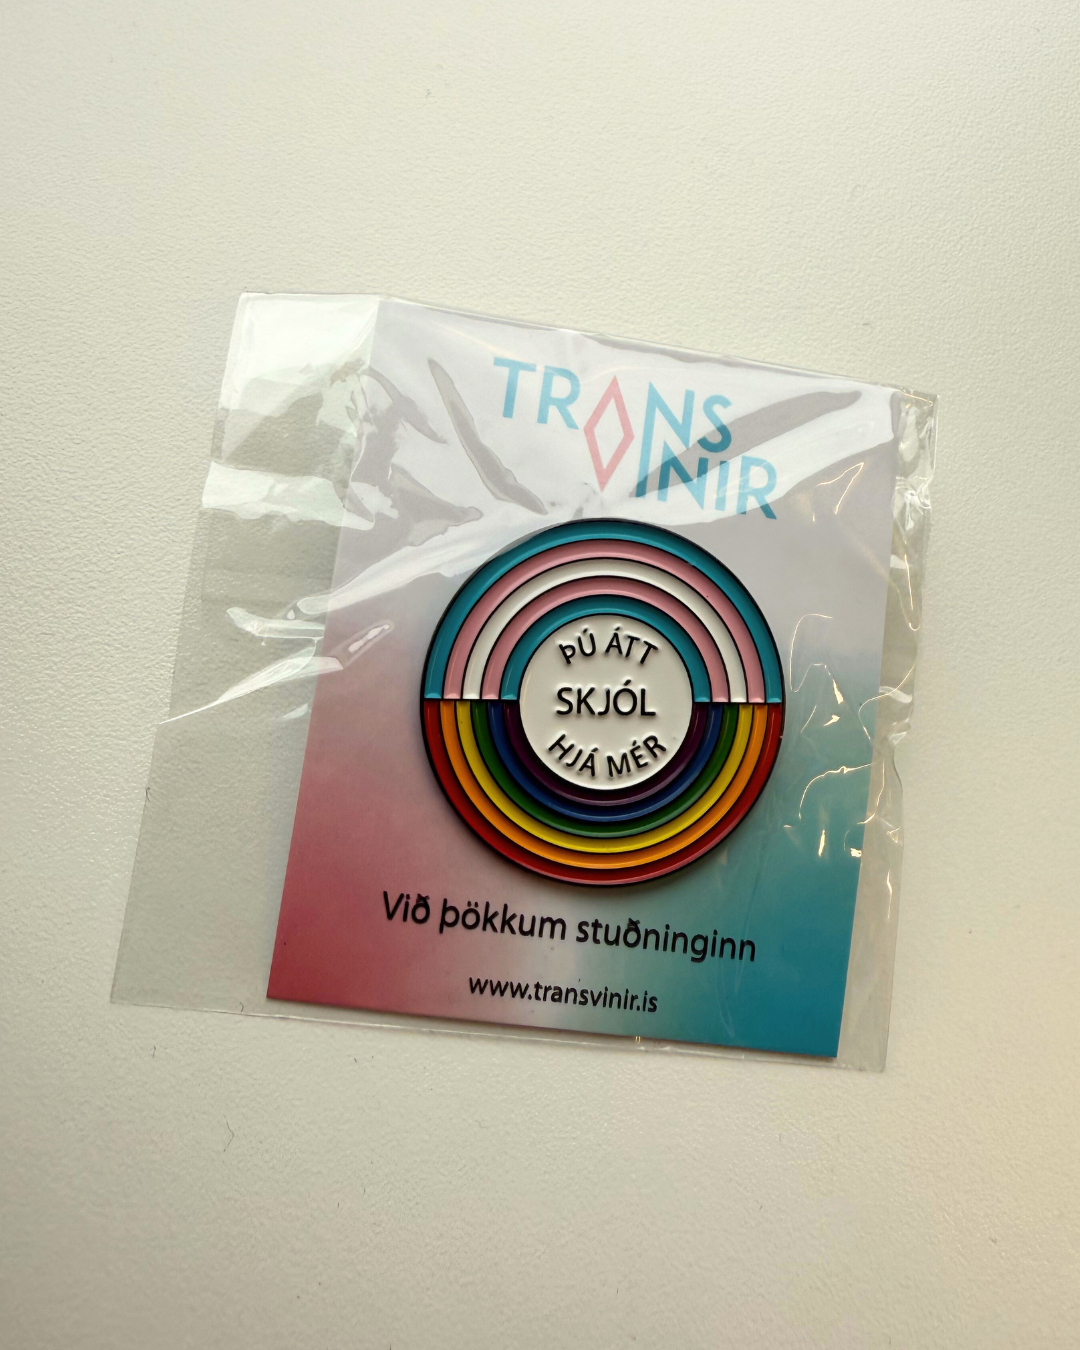 TRANS
VINIR
ÞÚ ÁTT
SKJÓL
HJÁ MÉR
Við þökkum stuðninginn
www.transvinir.is